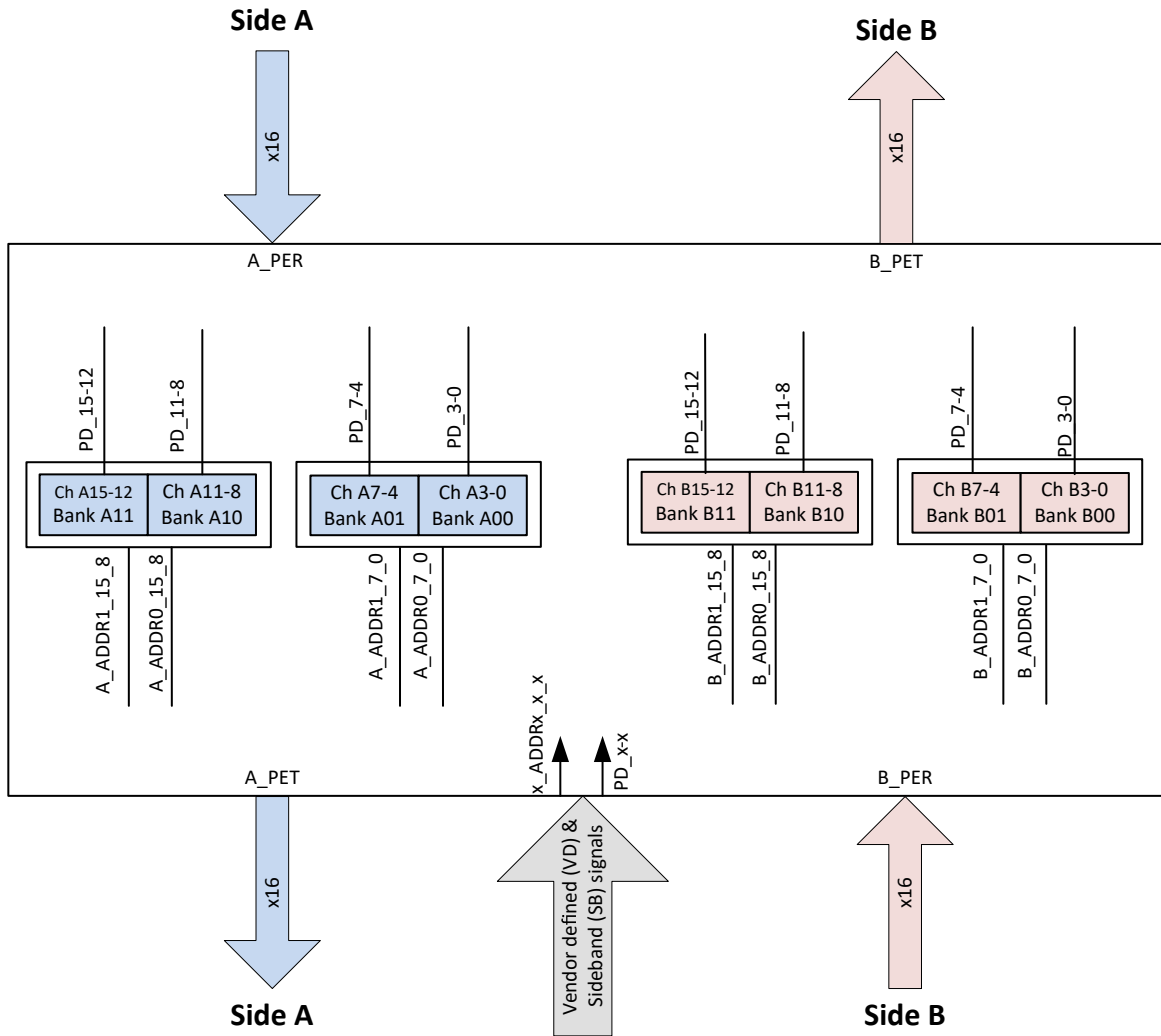 Side A
Side B
x16
x16
A_PER
B_PET
PD_15-12
PD_11-8
PD_7-4
PD_3-0
PD_15-12
PD_11-8
PD_7-4
PD_3-0
Ch A15-12
Bank A11
Ch A11-8
Bank A10
Ch A7-4
Bank A01
Ch A3-0
Bank A00
Ch B15-12
Bank B11
Ch B11-8
Bank B10
Ch B7-4
Bank B01
Ch B3-0
Bank B00
A_ADDR1_15_8
A_ADDR0_15_8
A_ADDR1_7_0
A_ADDR0_7_0
B_ADDR1_15_8
B_ADDR0_15_8
B_ADDR1_7_0
B_ADDR0_7_0
x_ADDRx_x_x
PD_x-x
A_PET
B_PER
x16
Vendor defined (VD) &
Sideband (SB) signals
x16
Side A
Side B